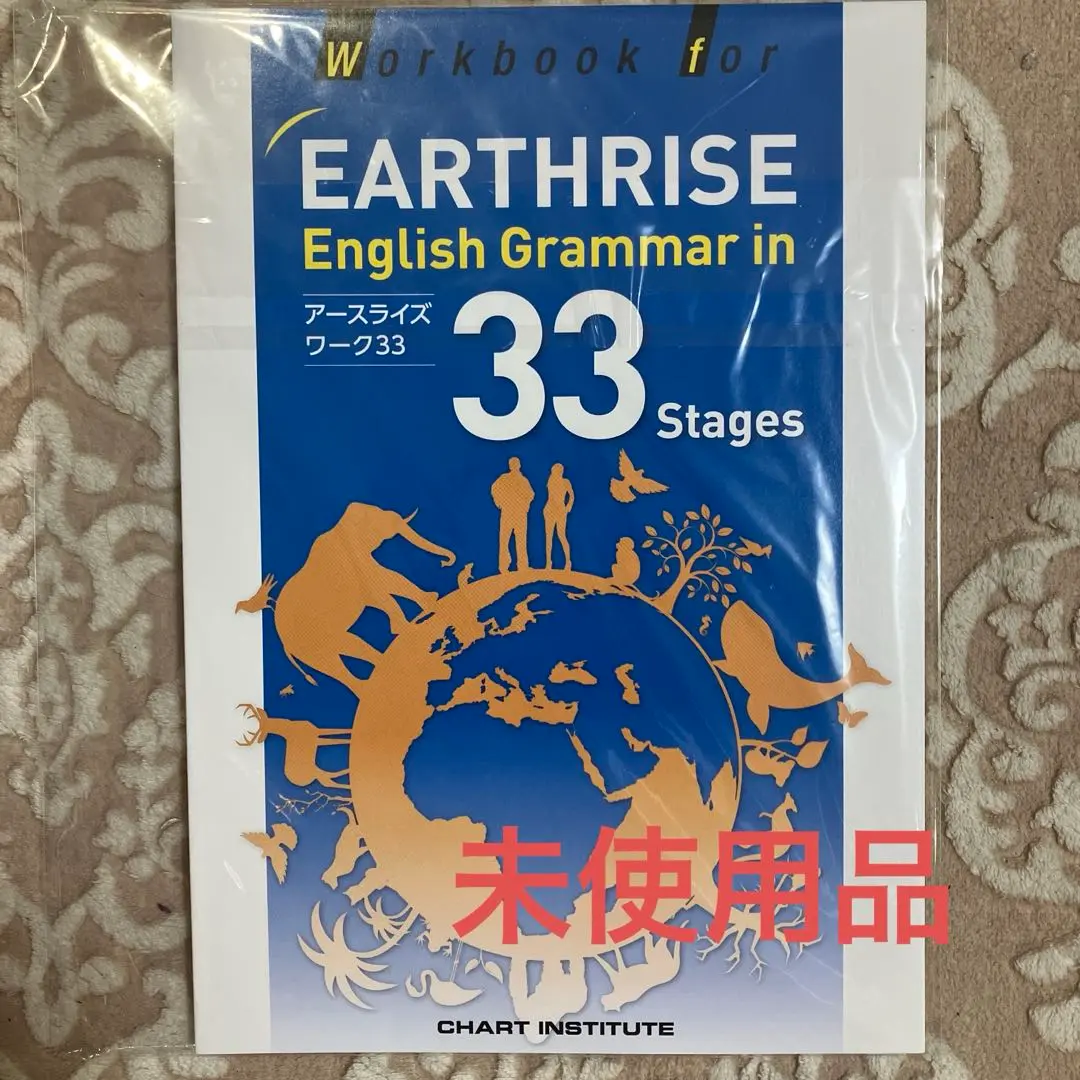 Workbook for
EARTHRISE
English Grammar in
アースライズ
ワーク33
33
Stages
未使用品
CHART INSTITUTE